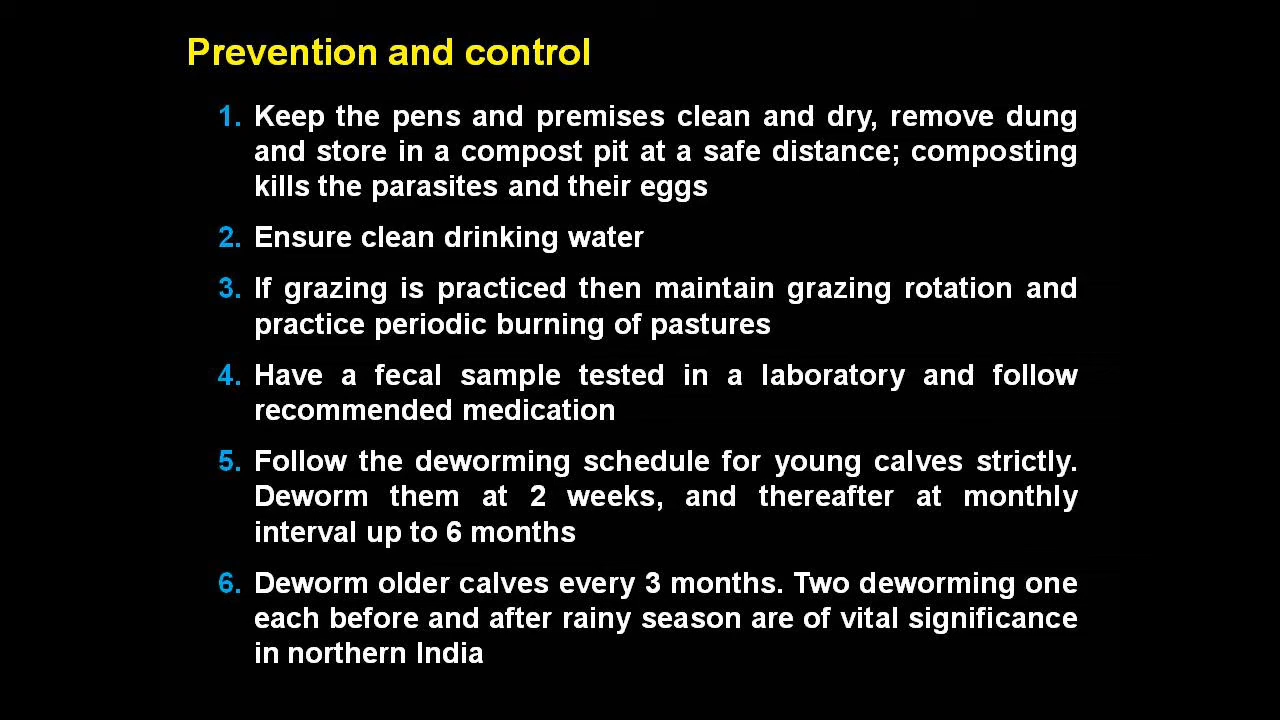 Prevention and control
1. Keep the pens and premises clean and dry, remove dung
and store in a compost pit at a safe distance; composting
kills the parasites and their eggs
2. Ensure clean drinking water
3. If grazing is practiced then maintain grazing rotation and
practice periodic burning of pastures
4. Have a fecal sample tested in a laboratory and follow
recommended medication
5. Follow the deworming schedule for young calves strictly.
Deworm them at 2 weeks, and thereafter at monthly
interval up to 6 months
6. Deworm older calves every 3 months. Two deworming one
each before and after rainy season are of vital significance
in northern India